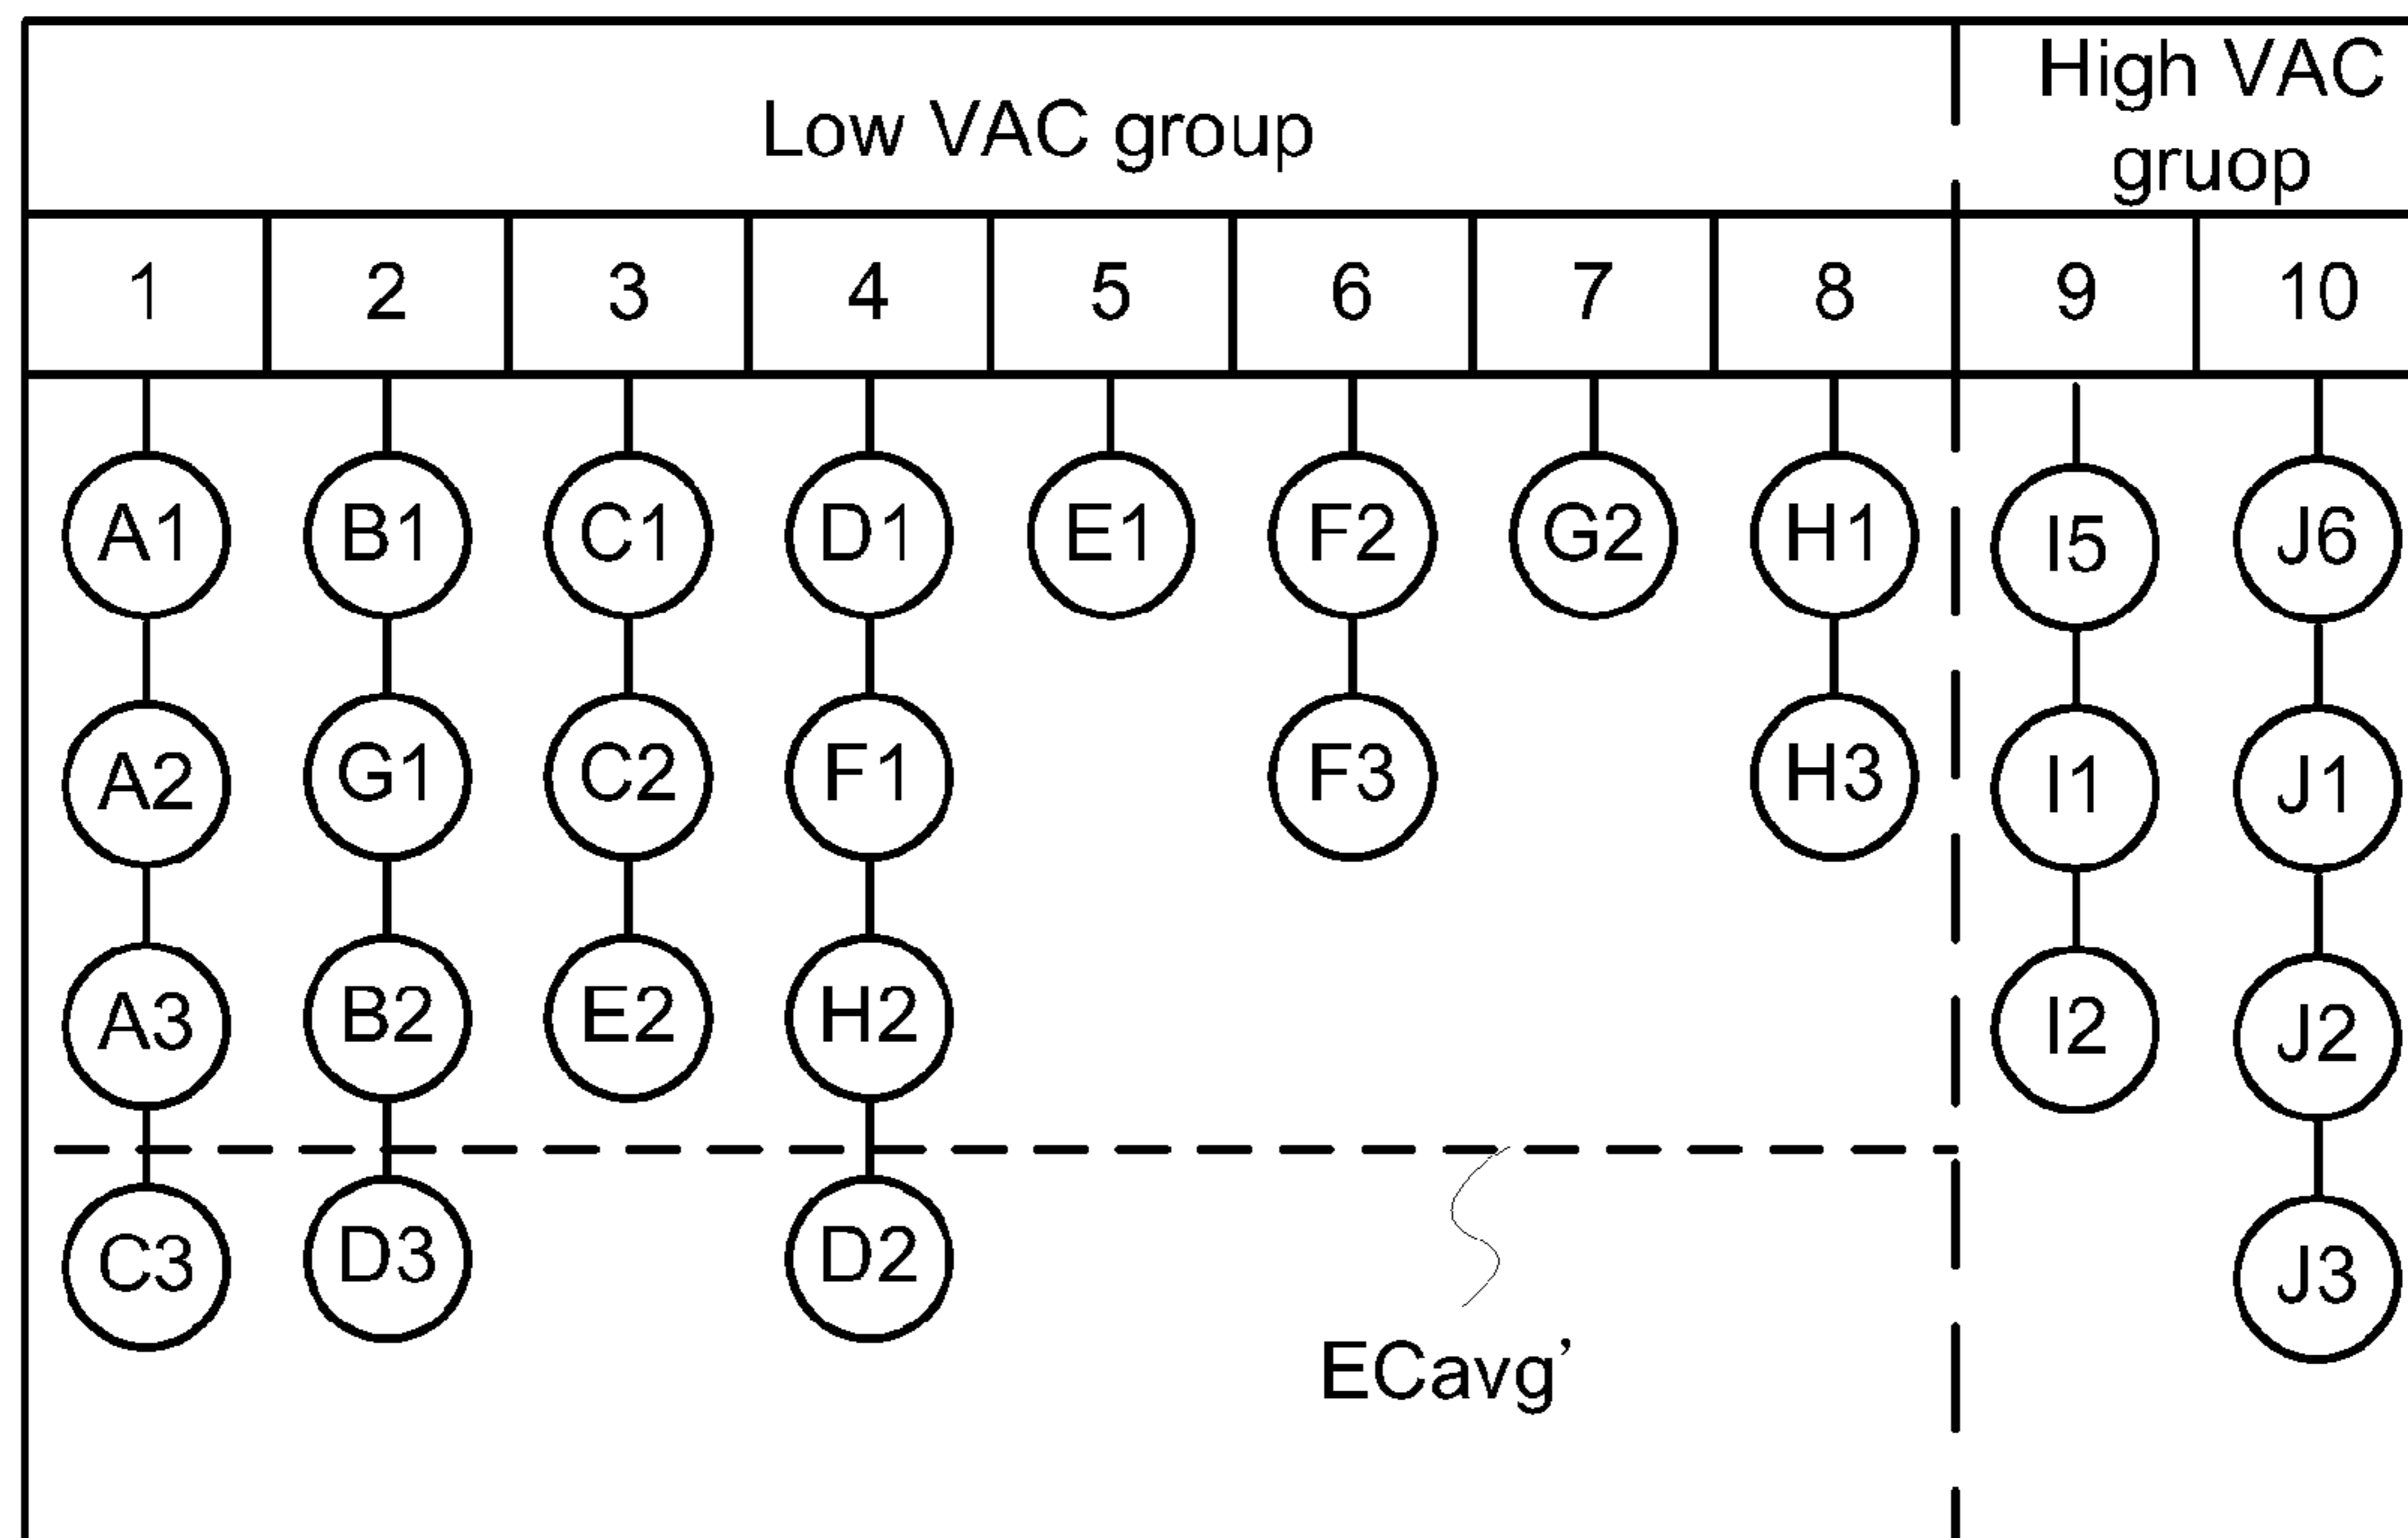 Low VAC group
High VAC
gruop
1 2 3 4 5 6 7 8 9 10
A1 B1 C1 D1 E1 F2 G2 H1 I5 J6
A2 G1 C2 F1 F3 H3 I1 J1
A3 B2 E2 H2 I2 J2
C3 D3 D2 J3
ECavg’